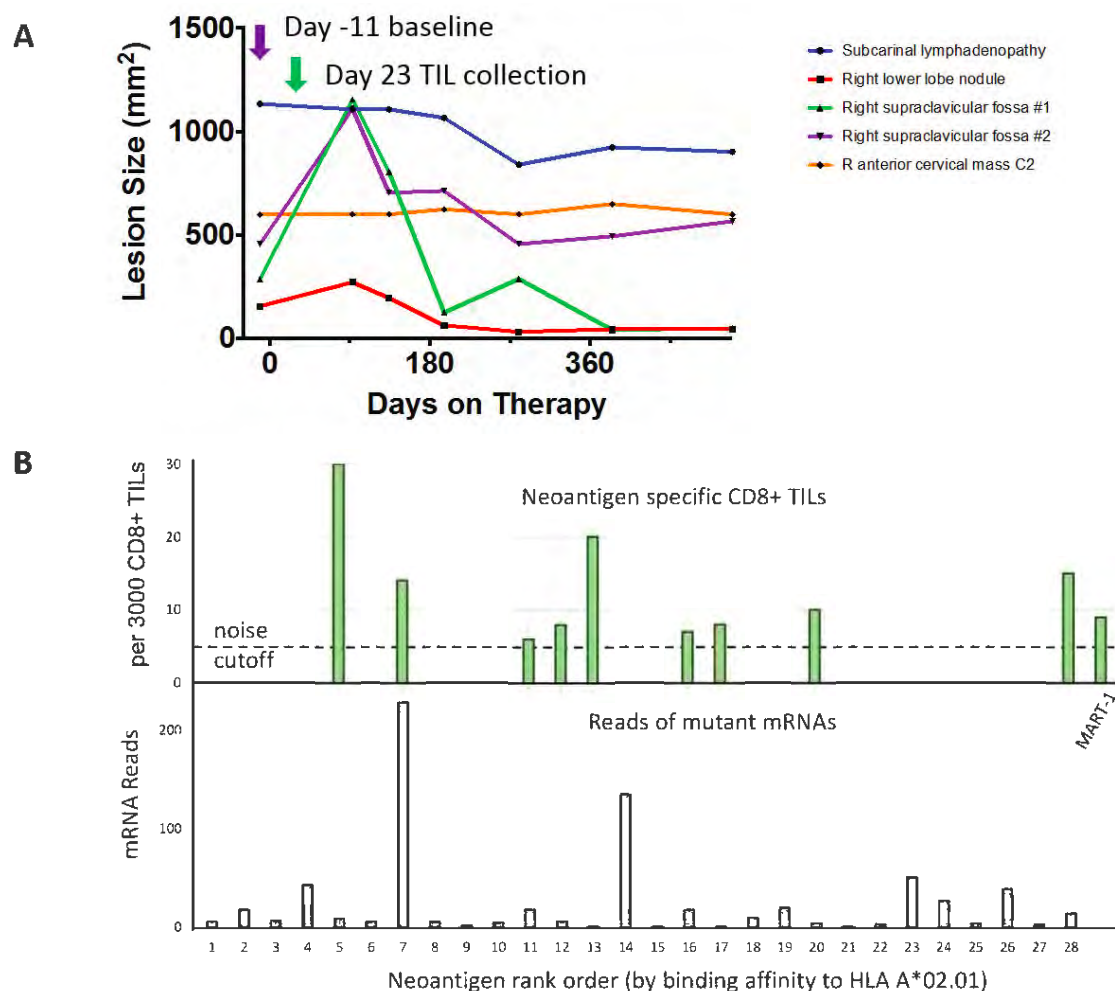 A
Day -11 baseline
Day 23 TIL collection
Lesion Size (mm²)
1500
1000
500
0
0 180 360
Days on Therapy
Subcarinal lymphadenopathy
Right lower lobe nodule
Right supraclavicular fossa #1
Right supraclavicular fossa #2
R anterior cervical mass C2
B
per 3000 CD8+ TILs
30
20
10
0
Neoantigen specific CD8+ TILs
noise
cutoff
MART-1
Reads of mutant mRNAs
mRNA Reads
200
100
0
1 2 3 4 5 6 7 8 9 10 11 12 13 14 15 16 17 18 19 20 21 22 23 24 25 26 27 28
Neoantigen rank order (by binding affinity to HLA A*02.01)